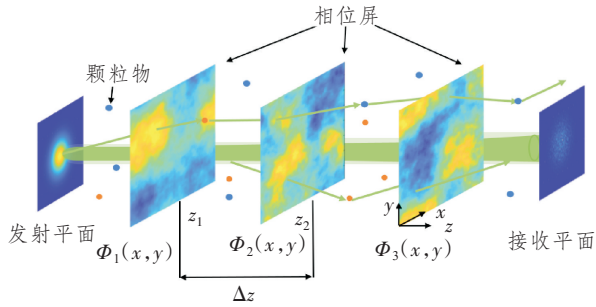 相位屏
颗粒物
z₁
z₂
y
x
z
发射平面
Φ₁(x,y)
Φ₂(x,y)
Φ₃(x,y)
接收平面
Δz